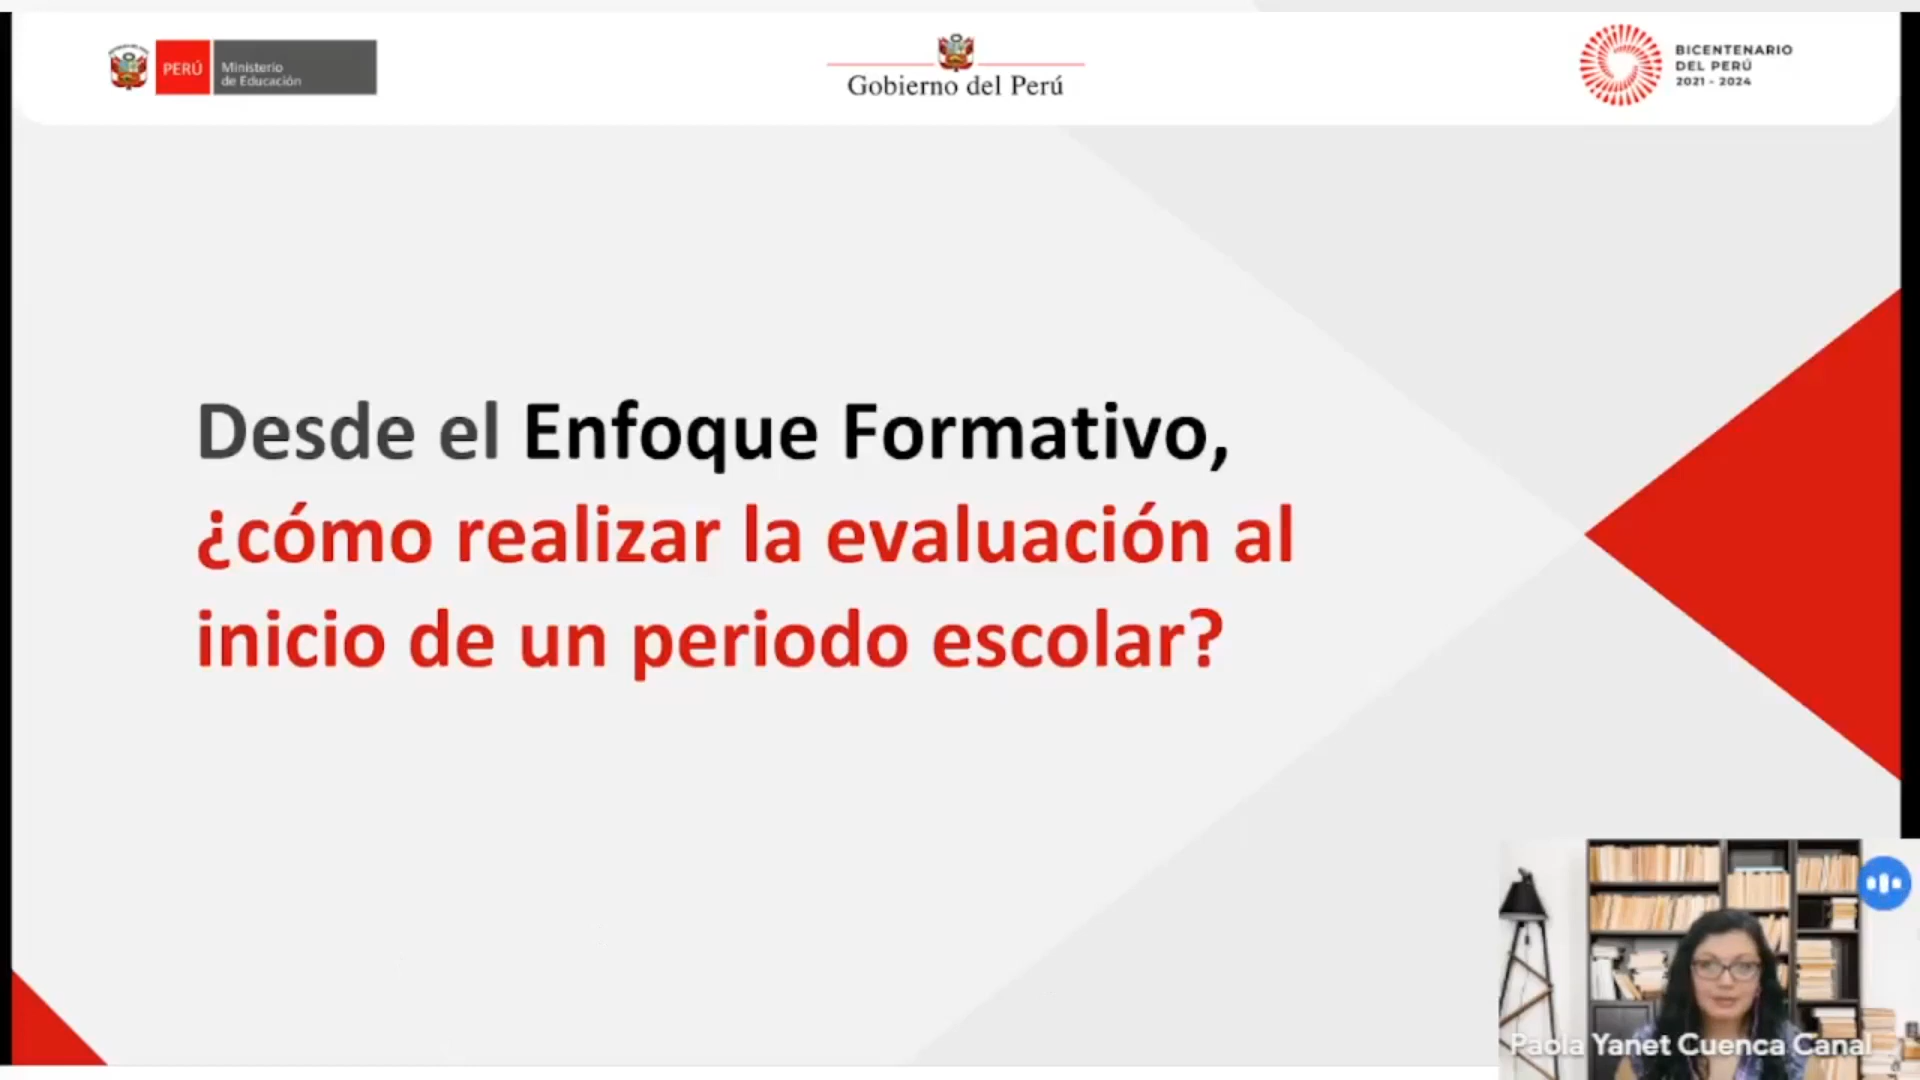 PERÚ
Ministerio
de Educación
Gobierno del Perú
BICENTENARIO
DEL PERÚ
2021 - 2024
Desde el Enfoque Formativo,
¿cómo realizar la evaluación al
inicio de un periodo escolar?
Paola Yanet Cuenca Canal